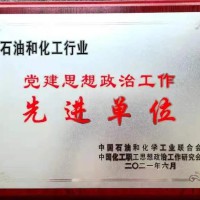 石油和化工行业
党建思想政治工作
先进单位
中国石油和化学工业联合会
中国化工职工思想政治工作研究会
二〇二一年六月